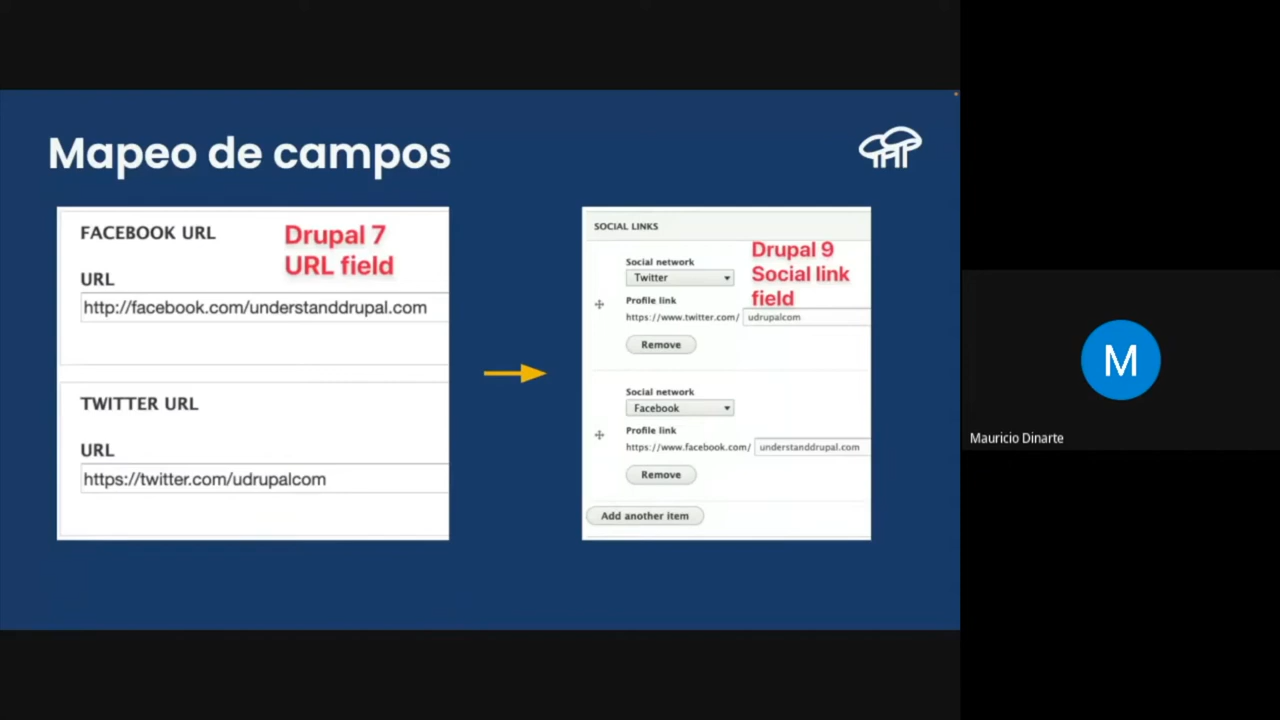 Mapeo de campos
FACEBOOK URL
Drupal 7
URL field
URL
http://facebook.com/understanddrupal.com
TWITTER URL
URL
https://twitter.com/udrupalcom
SOCIAL LINKS
Drupal 9
Social link
field
Social network
Twitter
Profile link
https://www.twitter.com/ udrupalcom
Remove
Social network
Facebook
Profile link
https://www.facebook.com/ understanddrupal.com
Remove
Add another item
M
Mauricio Dinarte